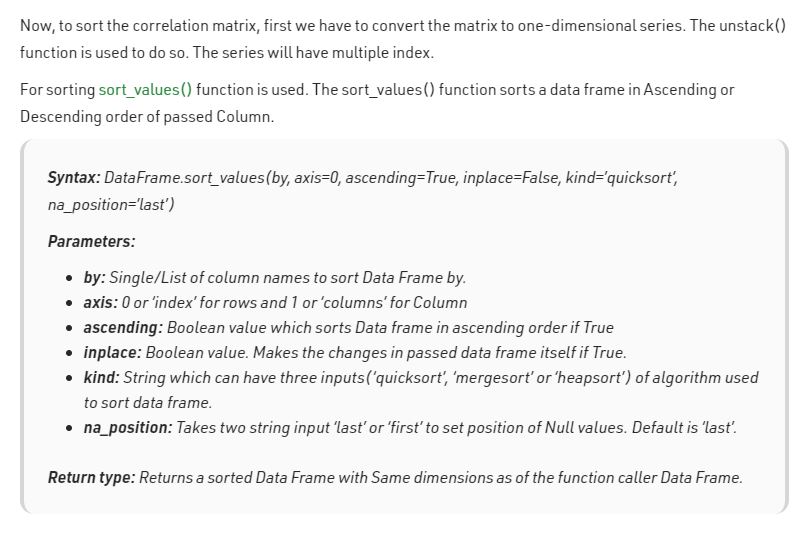 Now, to sort the correlation matrix, first we have to convert the matrix to one-dimensional series. The unstack()
function is used to do so. The series will have multiple index.
For sorting sort_values() function is used. The sort_values() function sorts a data frame in Ascending or
Descending order of passed Column.
Syntax: DataFrame.sort_values(by, axis=0, ascending=True, inplace=False, kind=’quicksort’,
na_position=’last’)
Parameters:
• by: Single/List of column names to sort Data Frame by.
• axis: 0 or ‘index’ for rows and 1 or ‘columns’ for Column
• ascending: Boolean value which sorts Data frame in ascending order if True
• inplace: Boolean value. Makes the changes in passed data frame itself if True.
• kind: String which can have three inputs(‘quicksort’, ‘mergesort’ or ‘heapsort’) of algorithm used
to sort data frame.
• na_position: Takes two string input ‘last’ or ‘first’ to set position of Null values. Default is ‘last’.
Return type: Returns a sorted Data Frame with Same dimensions as of the function caller Data Frame.